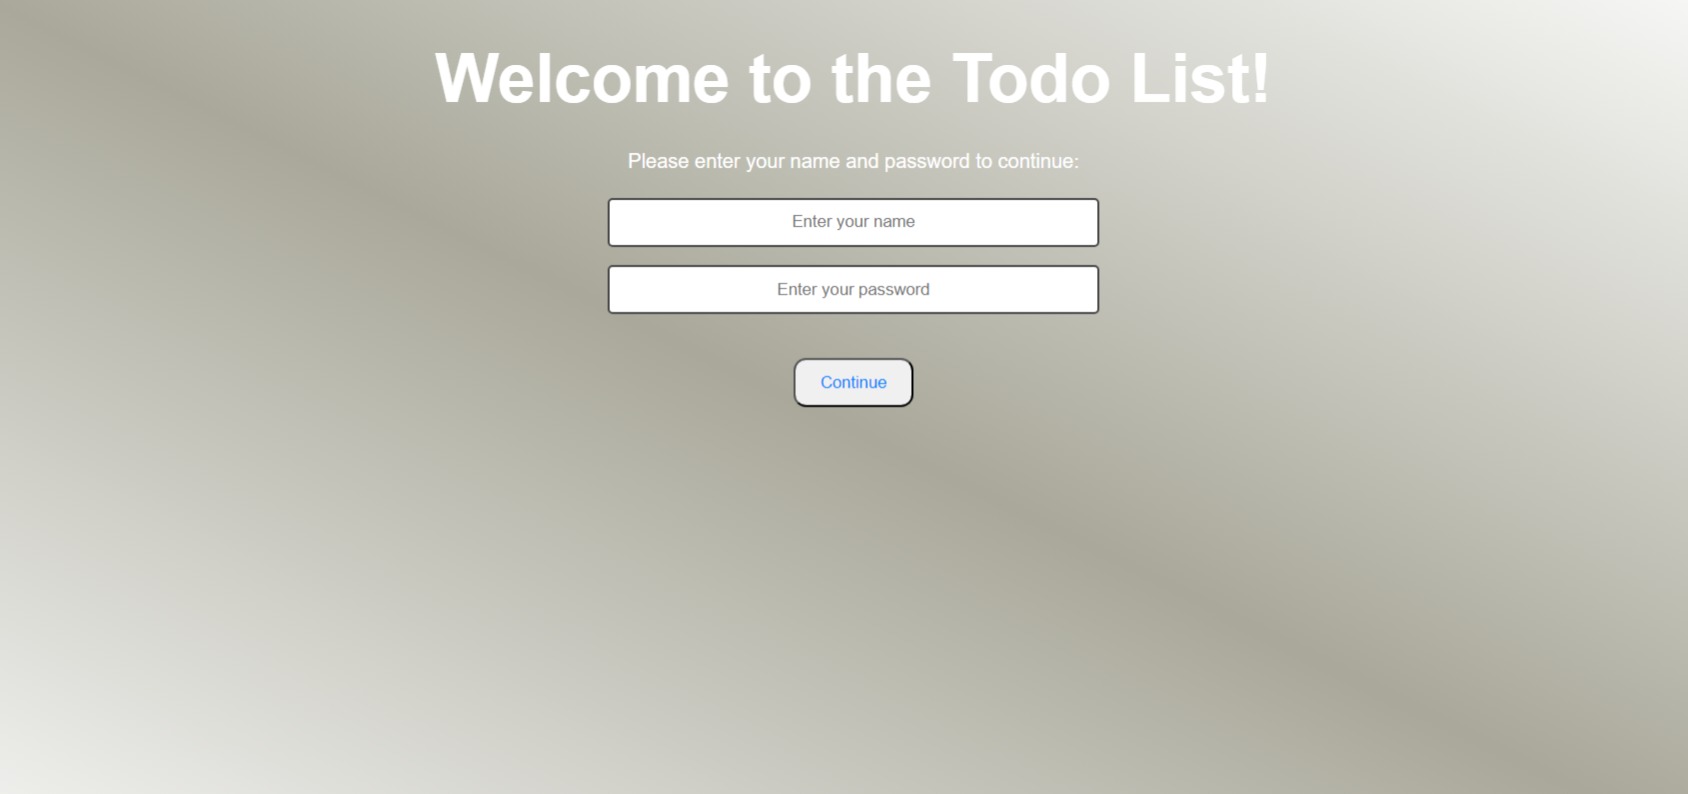 Welcome to the Todo List!
Please enter your name and password to continue:
Enter your name
Enter your password
Continue